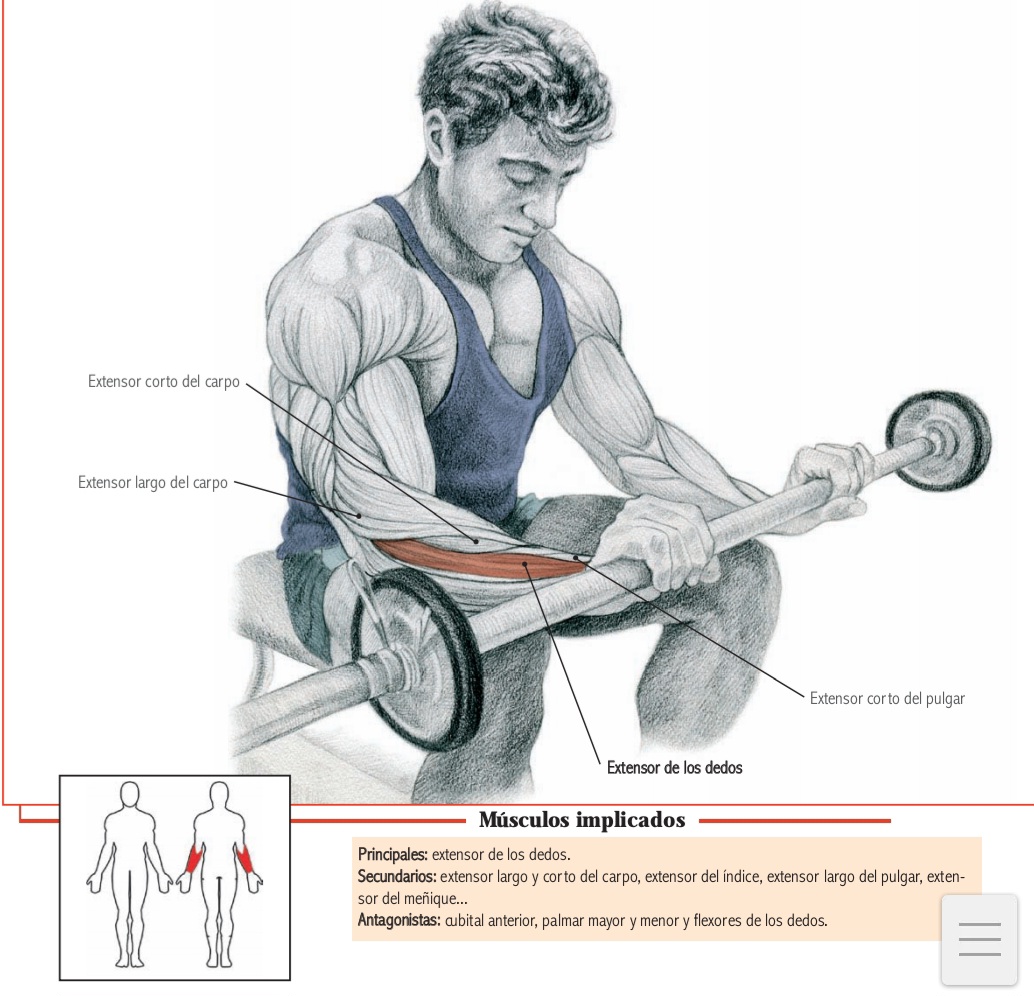 Extensor corto del carpo
Extensor largo del carpo
Extensor corto del pulgar
Extensor de los dedos
Músculos implicados
Principales: extensor de los dedos.
Secundarios: extensor largo y corto del carpo, extensor del índice, extensor largo del pulgar, exten-
sor del meñique...
Antagonistas: cubital anterior, palmar mayor y menor y flexores de los dedos.